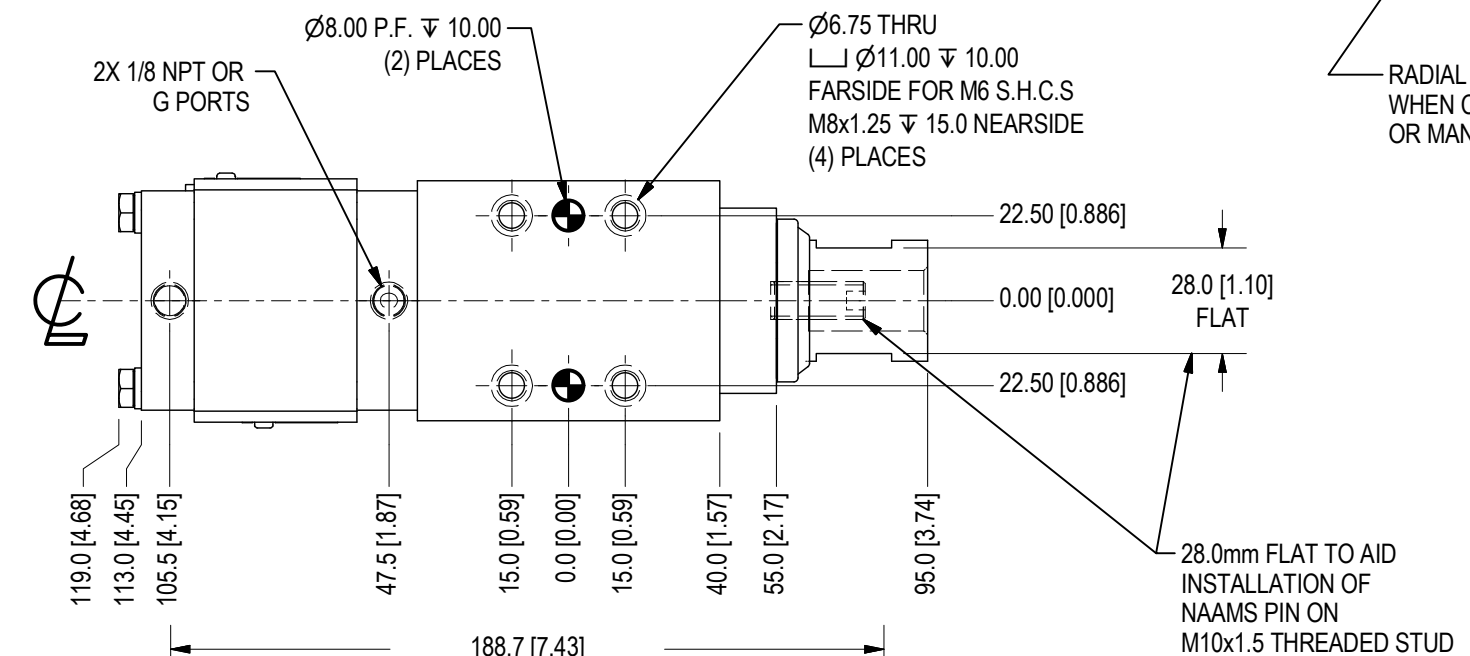 Ø8.00 P.F. ↧ 10.00
(2) PLACES
2X 1/8 NPT OR
G PORTS
Ø6.75 THRU
⌴ Ø11.00 ↧ 10.00
FARSIDE FOR M6 S.H.C.S
M8x1.25 ↧ 15.0 NEARSIDE
(4) PLACES
RADIAL
WHEN
OR MAN
22.50 [0.886]
0.00 [0.000]
22.50 [0.886]
28.0 [1.10]
FLAT
119.0 [4.68]
113.0 [4.45]
105.5 [4.15]
47.5 [1.87]
15.0 [0.59]
0.0 [0.00]
15.0 [0.59]
40.0 [1.57]
55.0 [2.17]
95.0 [3.74]
28.0mm FLAT TO AID
INSTALLATION OF
NAAMS PIN ON
M10x1.5 THREADED STUD
188.7 [7.43]